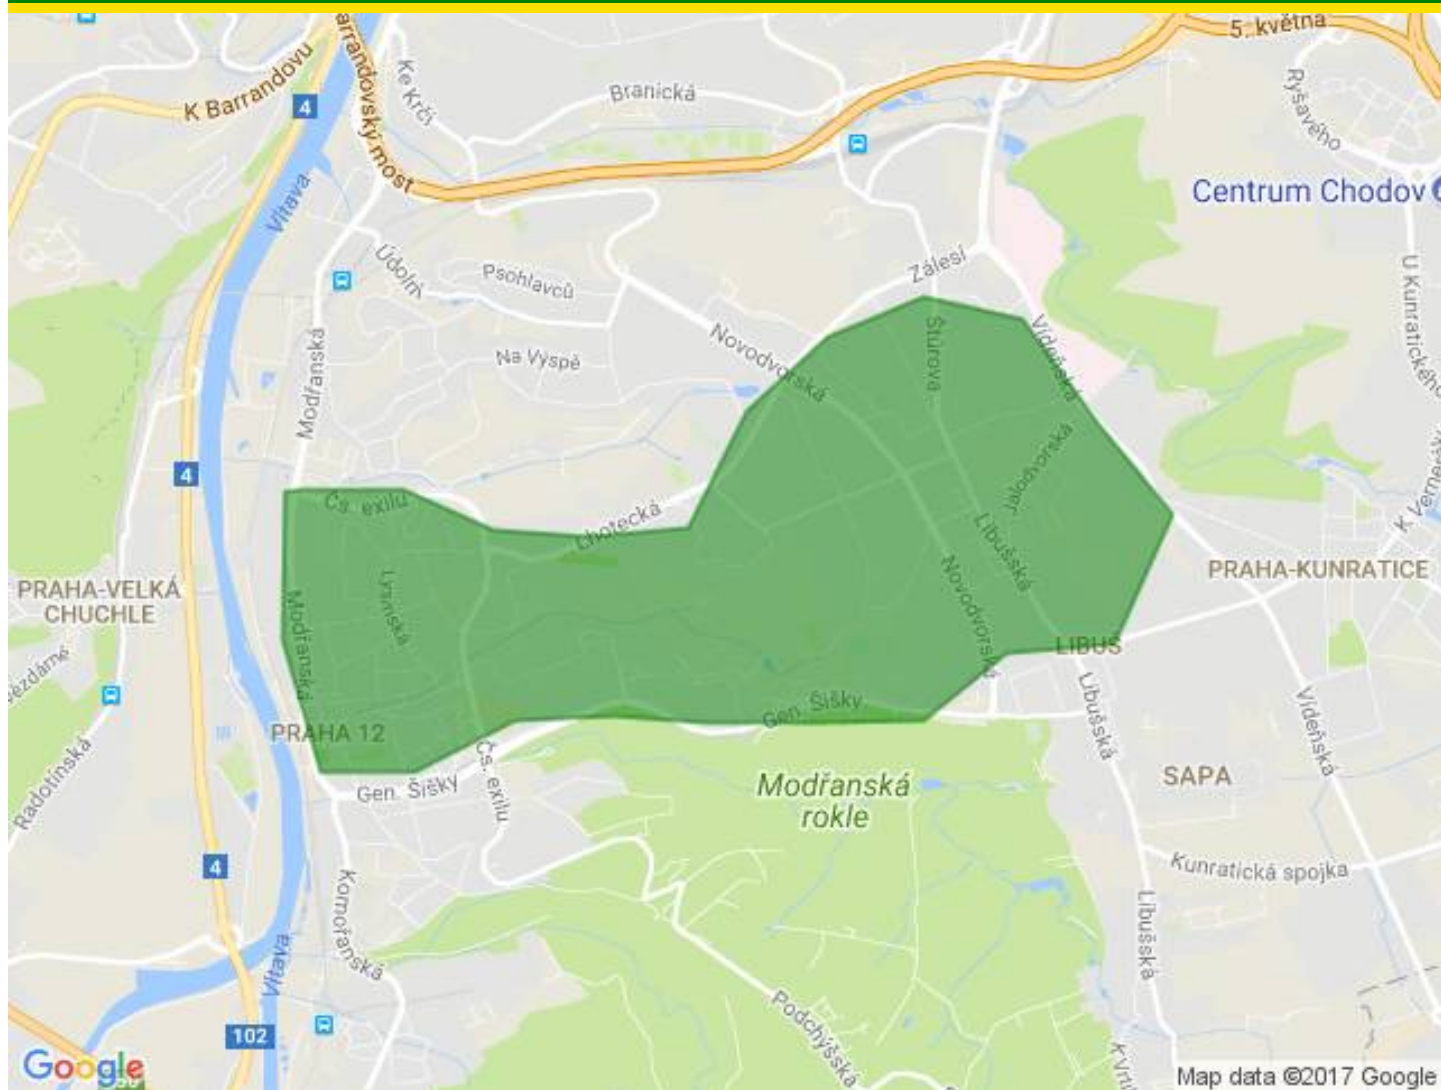 5. května
K Barrandovu
Barrandovský most
4
Ke Krči
Branická
Ryšavého
Vltava
Centrum Chodov
Údolní
Psohlavců
Zálesí
U Kunratického
Modřanská
Na Vyspě
Novodvorská
Štúrova
Vídeňská
4
Jalodvorská
K Verneráku
Čs. exilu
Lhotecká
Libušská
PRAHA-VELKÁ
CHUCHLE
Lysinská
Modřanská
Novodvorská
PRAHA-KUNRATICE
LIBUŠ
PRAHA 12
Gen. Šišky
Libušská
Vídeňská
Radotínská
Čs. exilu
Gen. Šišky
Modřanská
rokle
SAPA
4
Komořanská
Kunratická spojka
Libušská
Vltava
Podchýšská
102
Google
Map data ©2017 Google